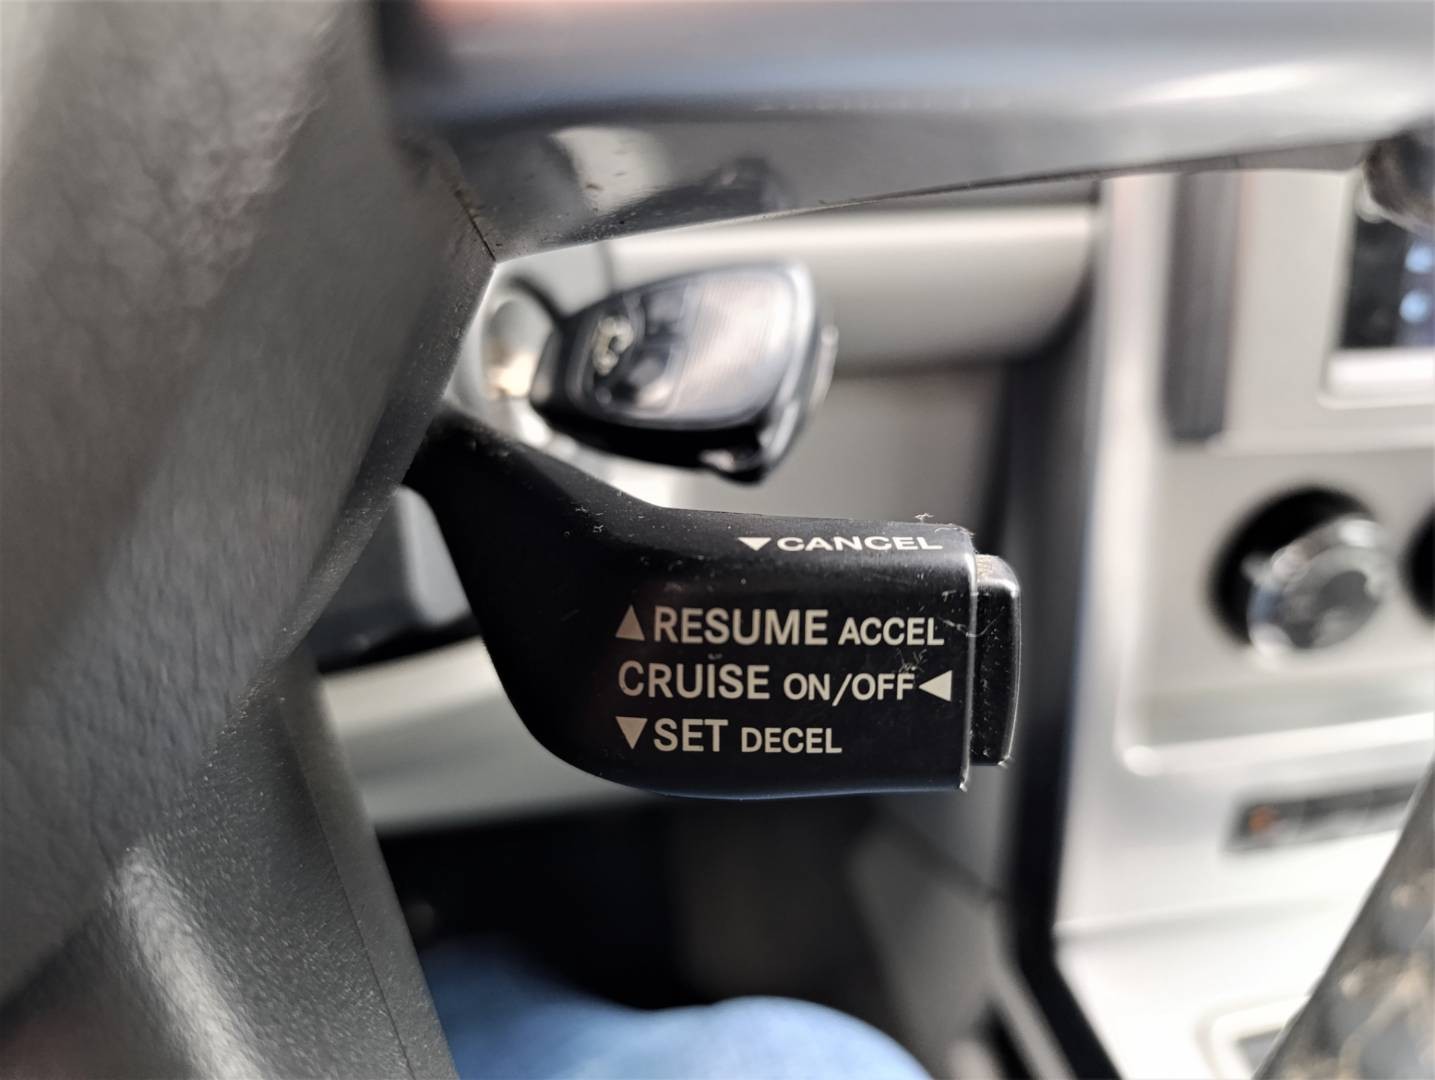 ▼CANCEL
▲RESUME ACCEL
CRUISE ON/OFF◀
▼SET DECEL